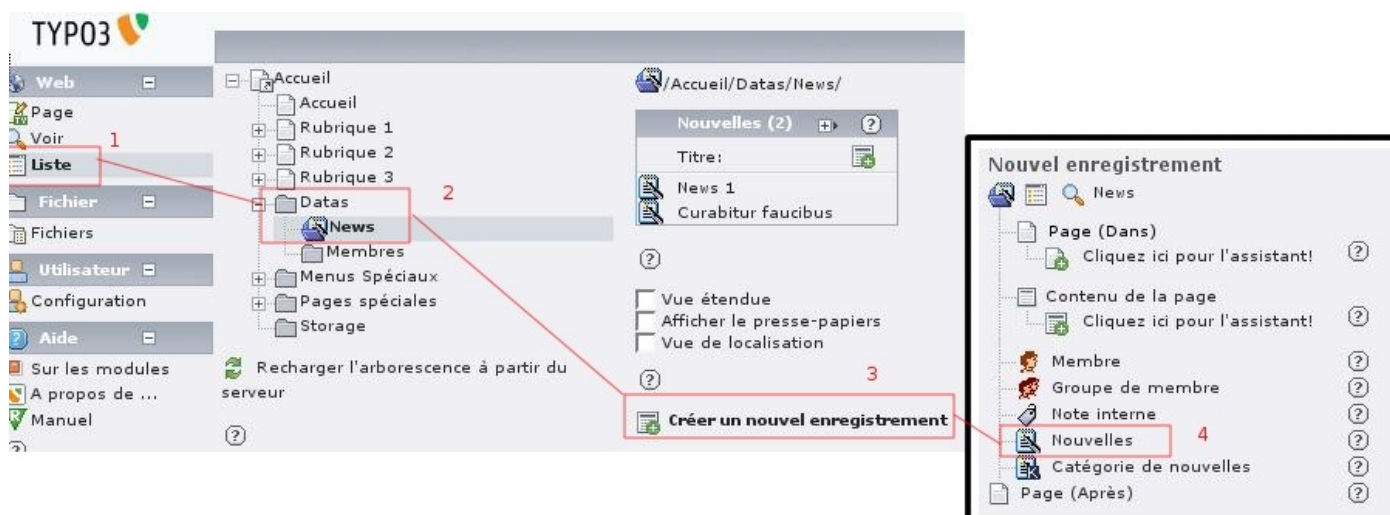 TYPO3
Web
Page
Voir
Liste
Fichier
Fichiers
Utilisateur
Configuration
Aide
Sur les modules
A propos de ...
Manuel
1
Accueil
Accueil
Rubrique 1
Rubrique 2
Rubrique 3
Datas
News
Membres
Menus Spéciaux
Pages spéciales
Storage
Recharger l'arborescence à partir du
serveur
2
/Accueil/Datas/News/
Nouvelles (2)
Titre:
News 1
Curabitur faucibus
Vue étendue
Afficher le presse-papiers
Vue de localisation
3
Créer un nouvel enregistrement
Nouvel enregistrement
News
Page (Dans)
Cliquez ici pour l'assistant!
Contenu de la page
Cliquez ici pour l'assistant!
Membre
Groupe de membre
Note interne
Nouvelles
4
Catégorie de nouvelles
Page (Après)